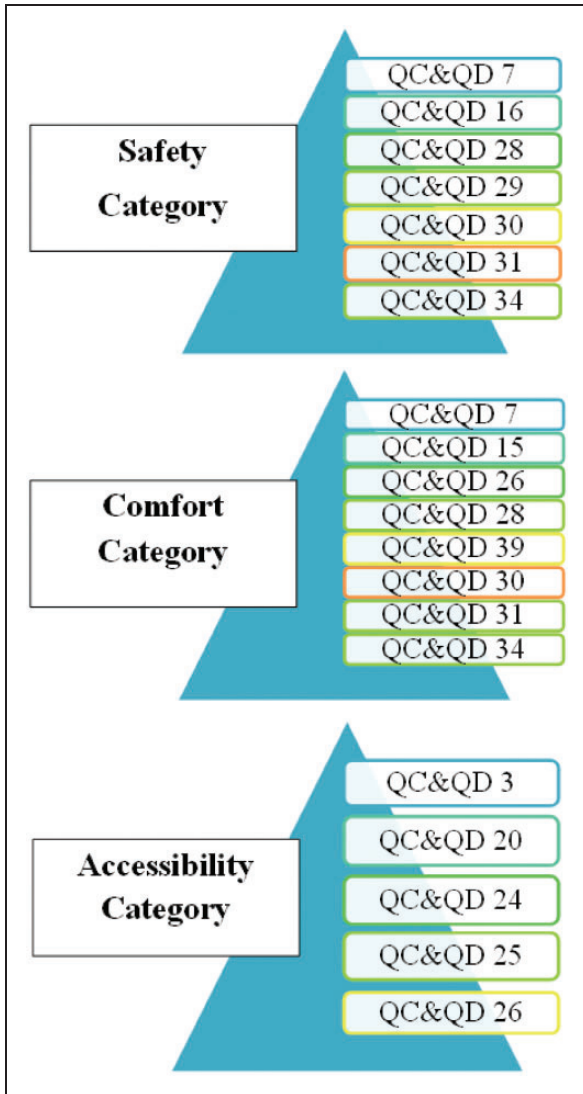 Safety
Category
QC&QD 7
QC&QD 16
QC&QD 28
QC&QD 29
QC&QD 30
QC&QD 31
QC&QD 34
Comfort
Category
QC&QD 7
QC&QD 15
QC&QD 26
QC&QD 28
QC&QD 39
QC&QD 30
QC&QD 31
QC&QD 34
Accessibility
Category
QC&QD 3
QC&QD 20
QC&QD 24
QC&QD 25
QC&QD 26